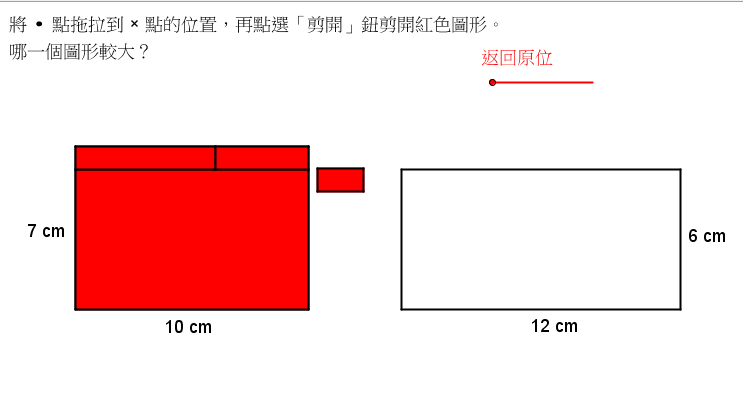 將 • 點拖拉到 × 點的位置，再點選「剪開」鈕剪開紅色圖形。
哪一個圖形較大？
返回原位
7 cm
6 cm
10 cm
12 cm